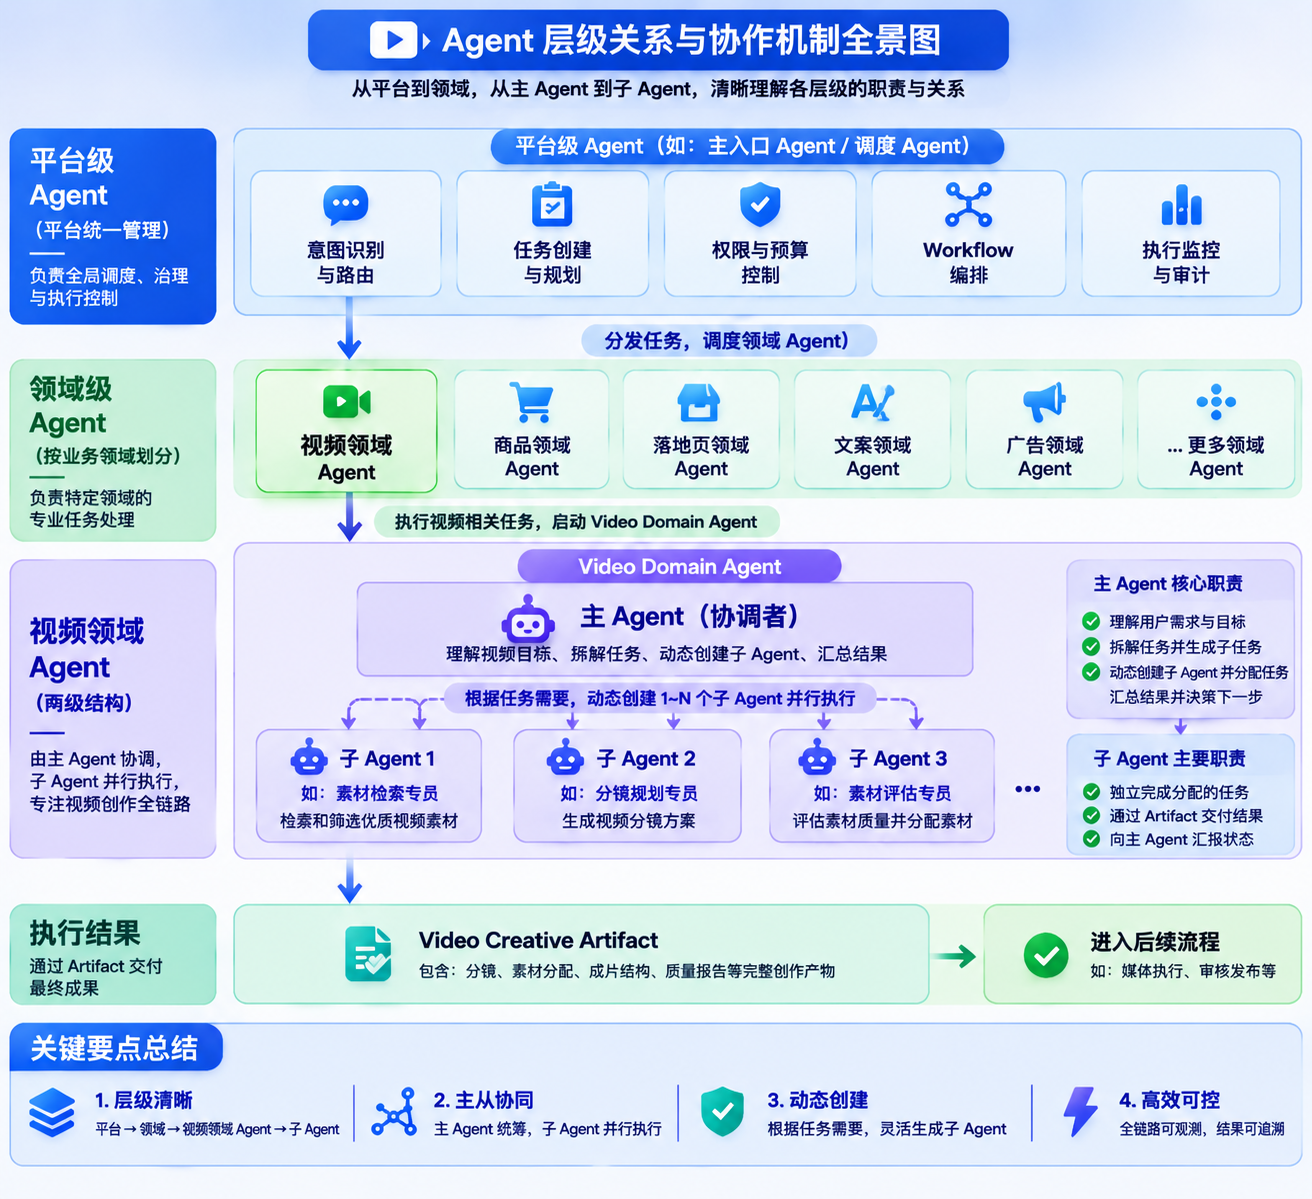 Agent 层级关系与协作机制全景图
从平台到领域，从主 Agent 到子 Agent，清晰理解各层级的职责与关系
平台级
Agent
（平台统一管理）
负责全局调度、治理
与执行控制
平台级 Agent（如：主入口 Agent / 调度 Agent）
意图识别
与路由
任务创建
与规划
权限与预算
控制
Workflow
编排
执行监控
与审计
分发任务，调度领域 Agent）
领域级
Agent
（按业务领域划分）
负责特定领域的
专业任务处理
视频领域
Agent
商品领域
Agent
落地页领域
Agent
文案领域
Agent
广告领域
Agent
... 更多领域
Agent
执行视频相关任务，启动 Video Domain Agent
视频领域
Agent
（两级结构）
由主 Agent 协调，
子 Agent 并行执行，
专注视频创作全链路
Video Domain Agent
主 Agent（协调者）
理解视频目标、拆解任务、动态创建子 Agent、汇总结果
根据任务需要，动态创建 1~N 个子 Agent 并行执行
子 Agent 1
如：素材检索专员
检索和筛选优质视频素材
子 Agent 2
如：分镜规划专员
生成视频分镜方案
子 Agent 3
如：素材评估专员
评估素材质量并分配素材
...
主 Agent 核心职责
理解用户需求与目标
拆解任务并生成子任务
动态创建子 Agent 并分配任务
汇总结果并决策下一步
子 Agent 主要职责
独立完成分配的任务
通过 Artifact 交付结果
向主 Agent 汇报状态
执行结果
通过 Artifact 交付
最终成果
Video Creative Artifact
包含：分镜、素材分配、成片结构、质量报告等完整创作产物
进入后续流程
如：媒体执行、审核发布等
关键要点总结
1. 层级清晰
平台 → 领域 → 视频领域 Agent → 子 Agent
2. 主从协同
主 Agent 统筹，子 Agent 并行执行
3. 动态创建
根据任务需要，灵活生成子 Agent
4. 高效可控
全链路可观测，结果可追溯